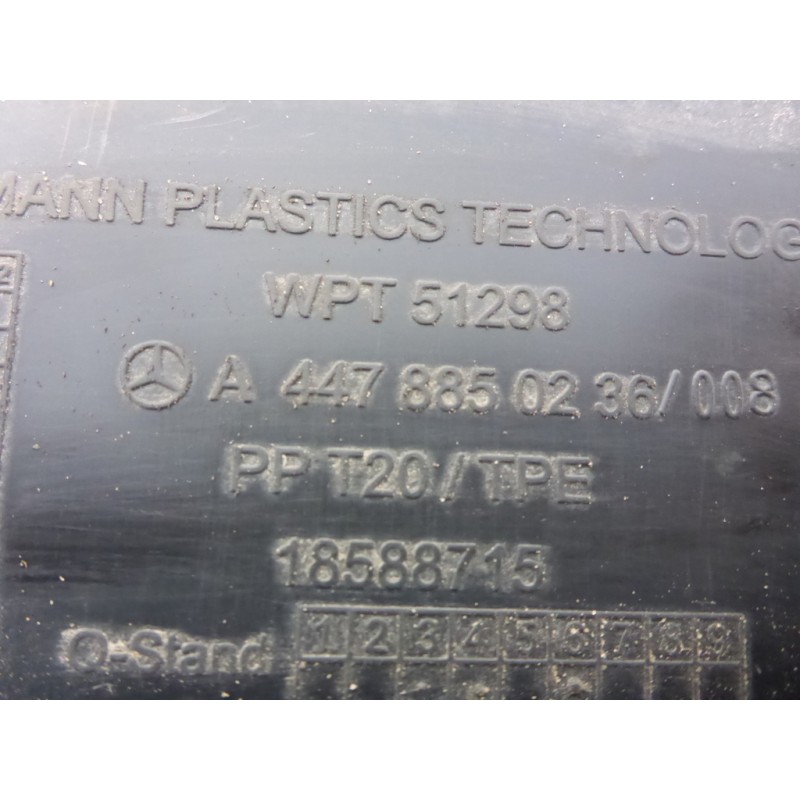 MANN PLASTICS TECHNOLOG
WPT 51298
A 447 885 02 36/008
PP T20/TPE
18588715
Q-Stand 1 2 3 4 5 6 7 8 9